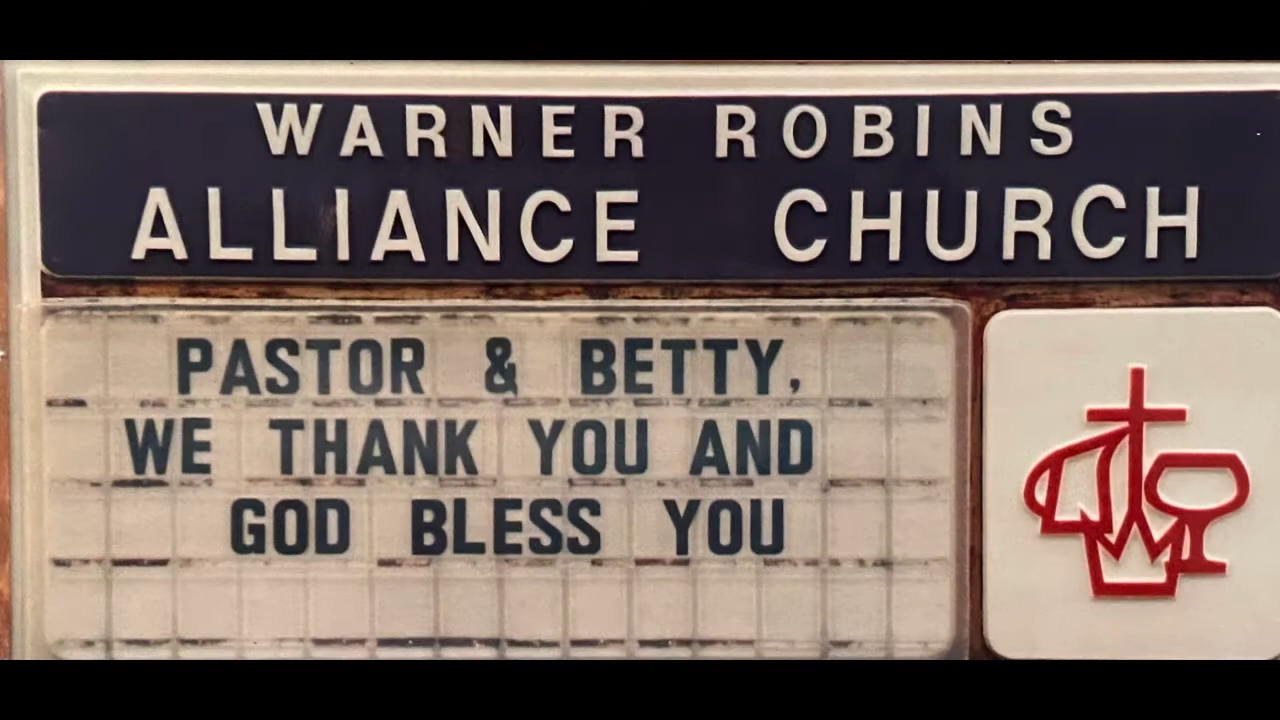 WARNER ROBINS
ALLIANCE CHURCH
PASTOR & BETTY,
WE THANK YOU AND
GOD BLESS YOU